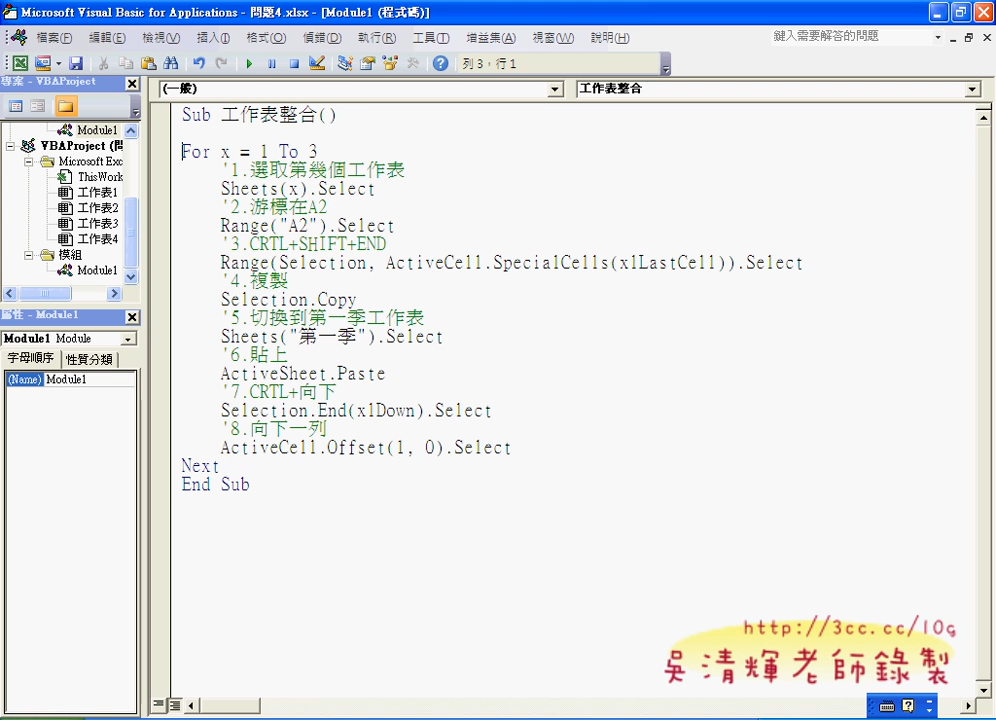 Microsoft Visual Basic for Applications - 問題4.xlsx - [Module1 (程式碼)]
檔案(F) 編輯(E) 檢視(V) 插入(I) 格式(O) 偵錯(D) 執行(R) 工具(T) 增益集(A) 視窗(W) 說明(H) 鍵入需要解答的問題
列 3，行 1
專案 - VBAProject
(一般) 工作表整合
Module1
VBAProject (問
Microsoft Exc
ThisWork
工作表1
工作表2
工作表3
工作表4
模組
Module1
屬性 - Module1
Module1 Module
字母順序 性質分類
(Name) Module1
Sub 工作表整合()
For x = 1 To 3
'1.選取第幾個工作表
Sheets(x).Select
'2.游標在A2
Range("A2").Select
'3.CRTL+SHIFT+END
Range(Selection, ActiveCell.SpecialCells(xlLastCell)).Select
'4.複製
Selection.Copy
'5.切換到第一季工作表
Sheets("第一季").Select
'6.貼上
ActiveSheet.Paste
'7.CRTL+向下
Selection.End(xlDown).Select
'8.向下一列
ActiveCell.Offset(1, 0).Select
Next
End Sub
http://3cc.cc/10g
吳清輝老師錄製